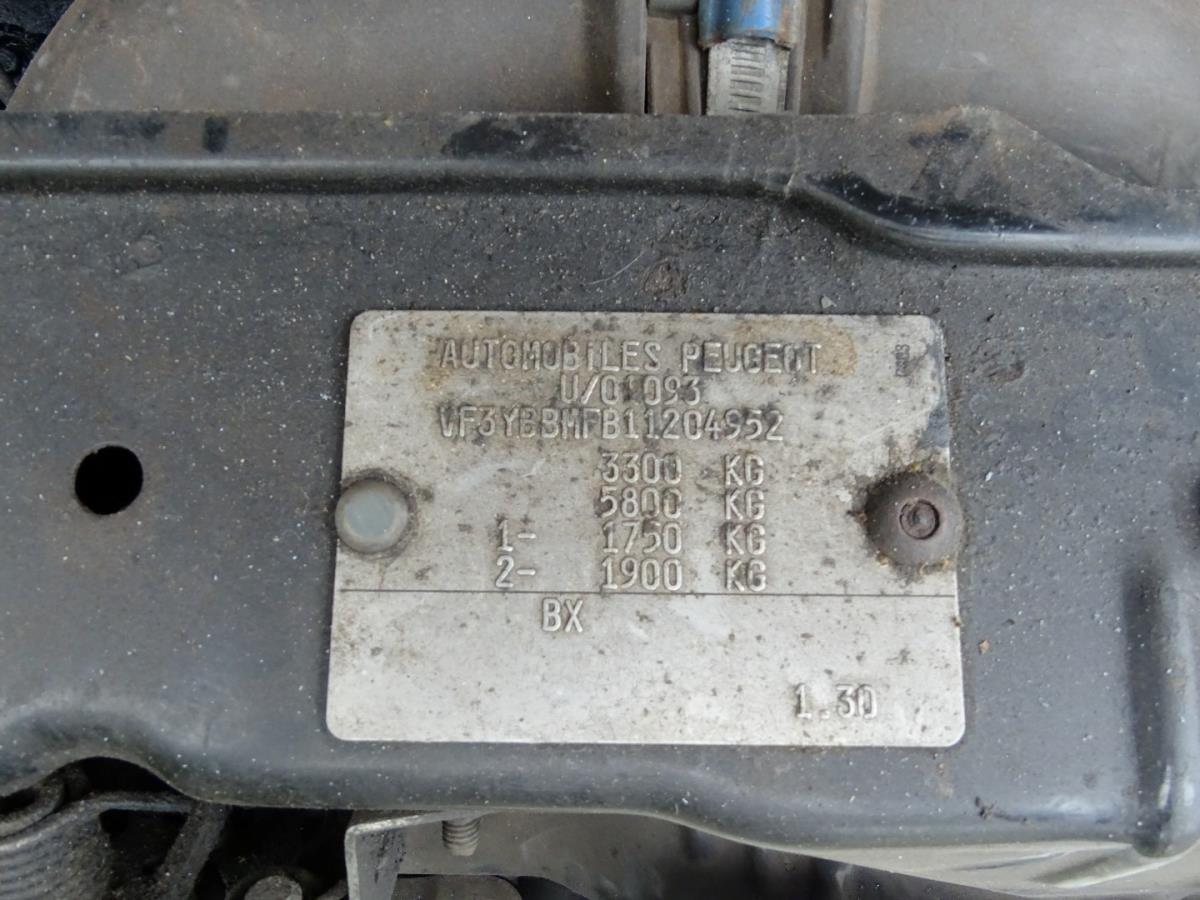 AUTOMOBiLES PEUGEOT
U/01093
VF3YBBMFB11204952
3300 KG
5800 KG
1- 1750 KG
2- 1900 KG
BX
1.30